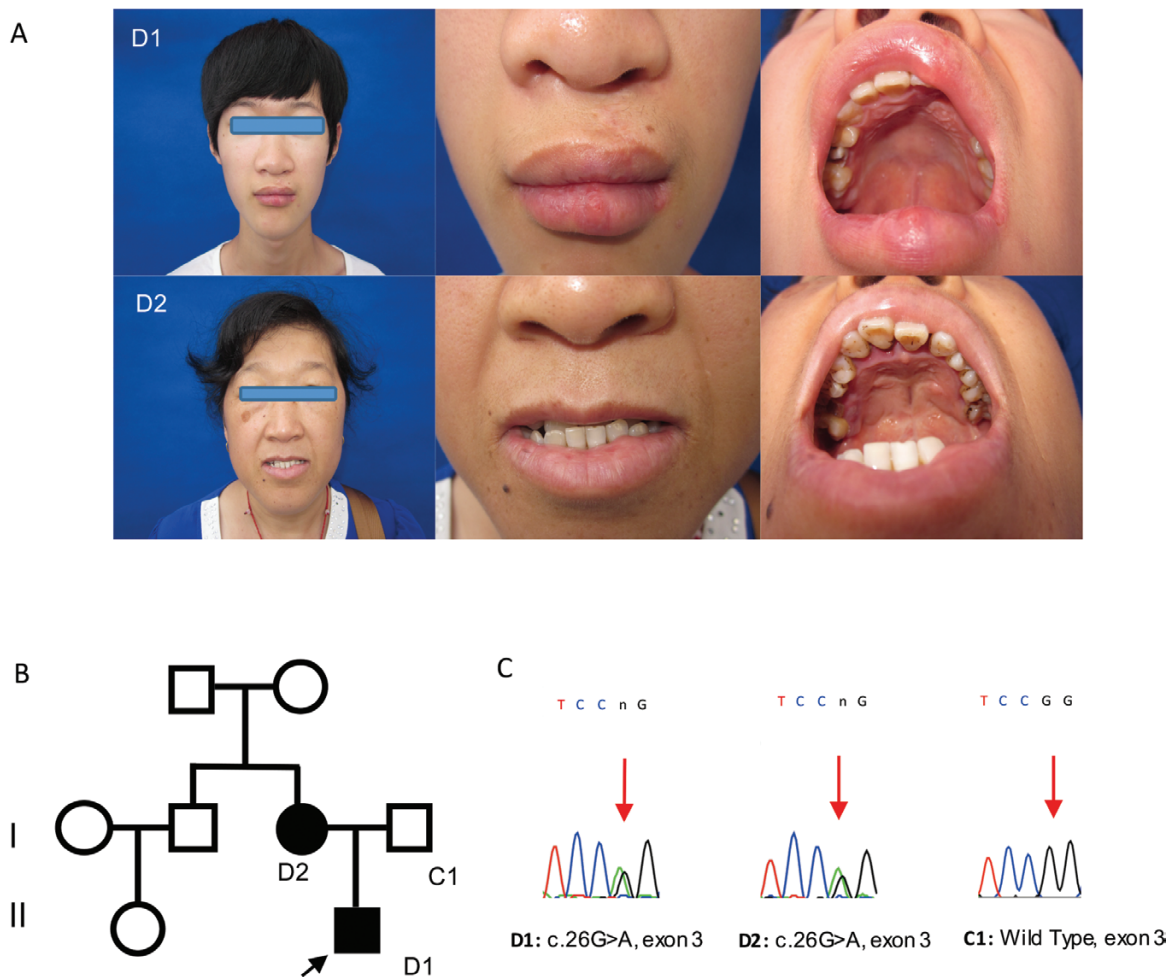 A
D1
D2
B
I
D2
C1
II
D1
C
T C C n G
T C C n G
T C C G G
D1: c.26G>A, exon 3
D2: c.26G>A, exon 3
C1: Wild Type, exon 3